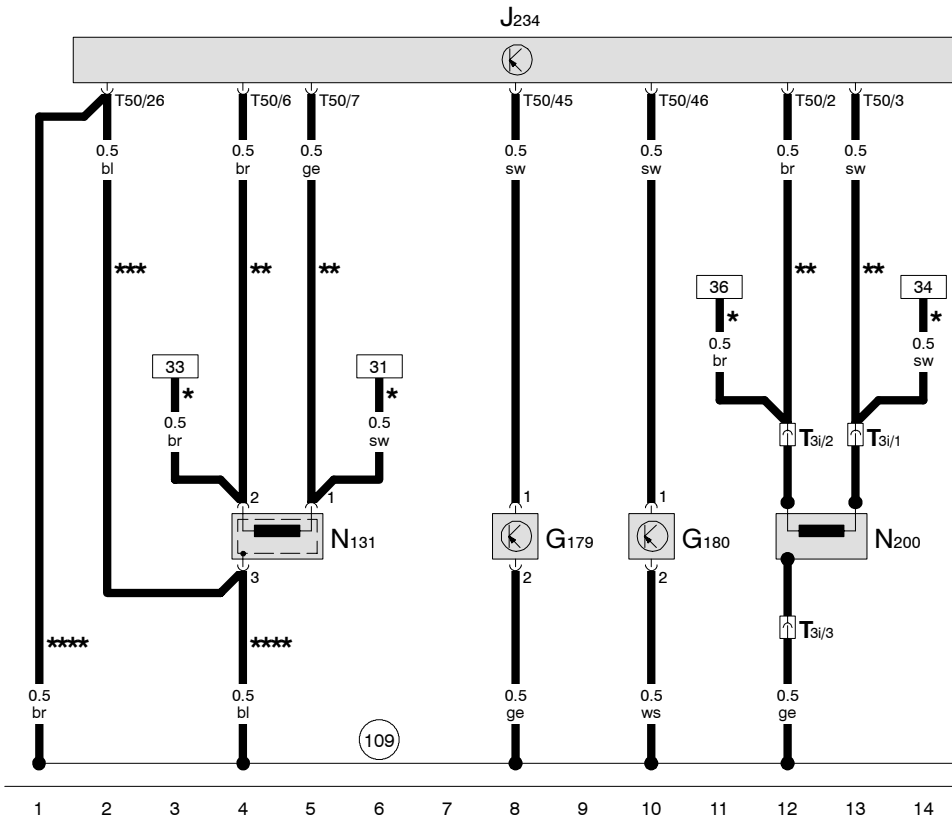 J234
T50/26 T50/6 T50/7 T50/45 T50/46 T50/2 T50/3
0.5 0.5 0.5 0.5 0.5 0.5 0.5
bl br ge sw sw br sw
*** ** ** ** **
36 34
* *
0.5 0.5
br sw
33 31
* *
0.5 0.5
br sw
T3i/2 T3i/1
2 1 1 1
N131 G179 G180 N200
3 2 2
T3i/3
**** ****
0.5 0.5 0.5 0.5 0.5
br bl ge ws ge
109
1 2 3 4 5 6 7 8 9 10 11 12 13 14